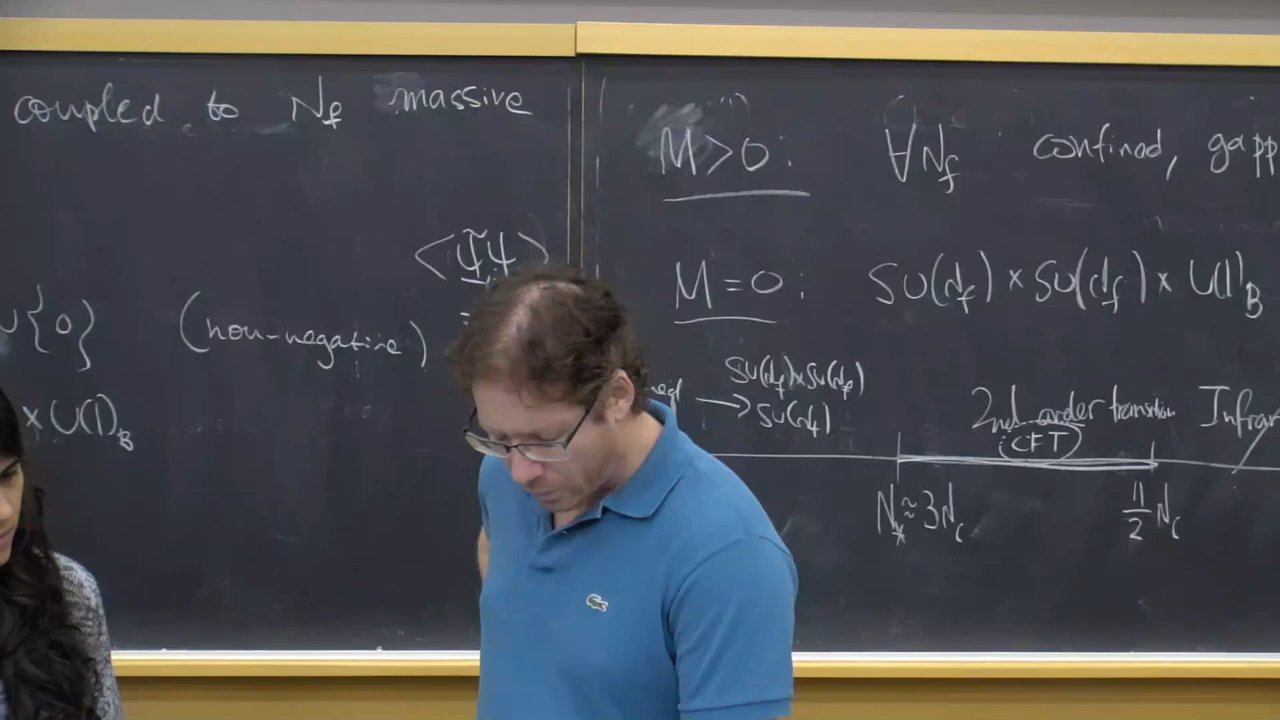 coupled to N_f massive
<ψ̃ψ>
∪{0} (non-negative)
× U(1)_B
M>0: ∀N_f confined, gapp
M=0: SU(N_f) × SU(N_f) × U(1)_B
→ SU(N_f)×SU(N_f)
SU(N_f)
2nd order transition Infrar
CFT
N_* ≈ 3N_c 11/2 N_c